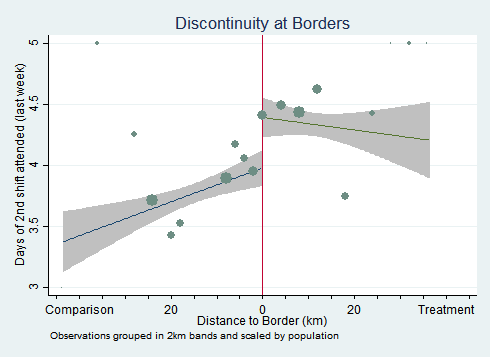 Discontinuity at Borders
Days of 2nd shift attended (last week)
5
4.5
4
3.5
3
Comparison 20 0 20 Treatment
Distance to Border (km)
Observations grouped in 2km bands and scaled by population